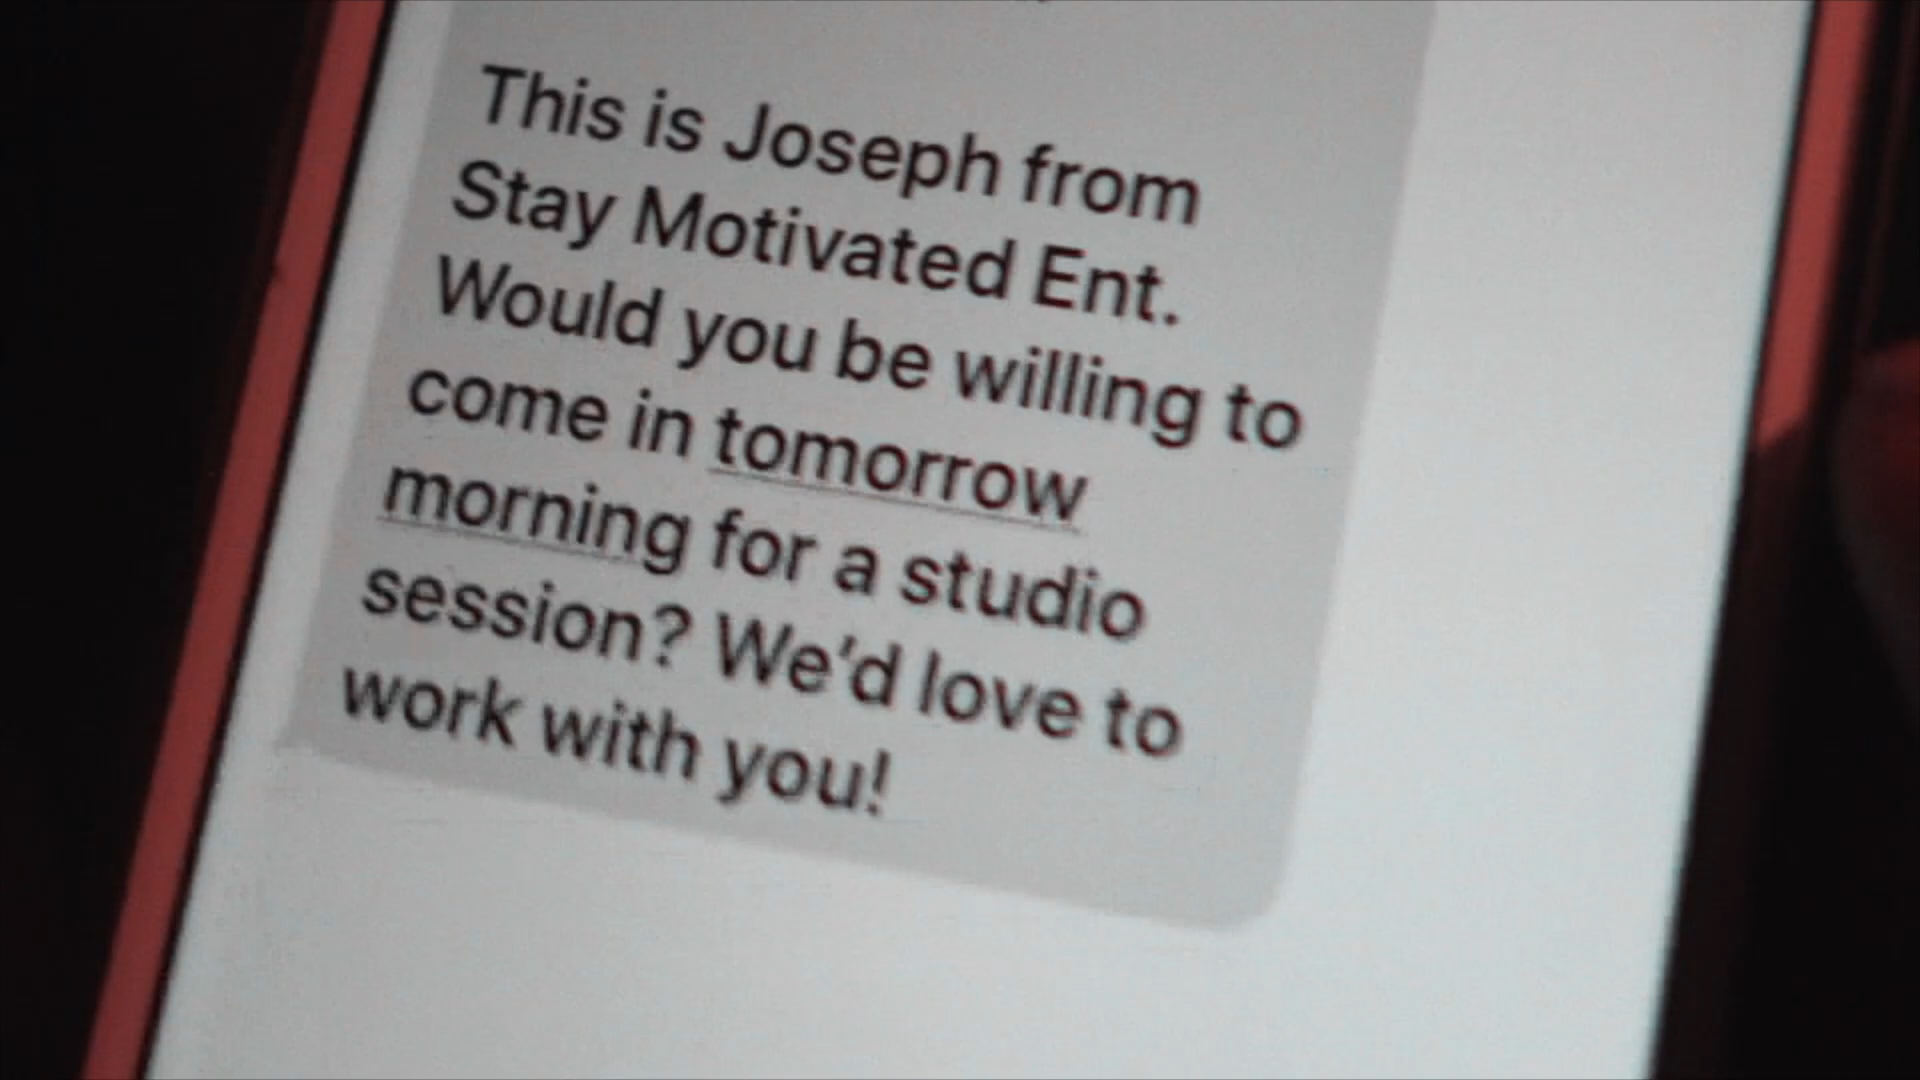 This is Joseph from
Stay Motivated Ent.
Would you be willing to
come in tomorrow
morning for a studio
session? We'd love to
work with you!